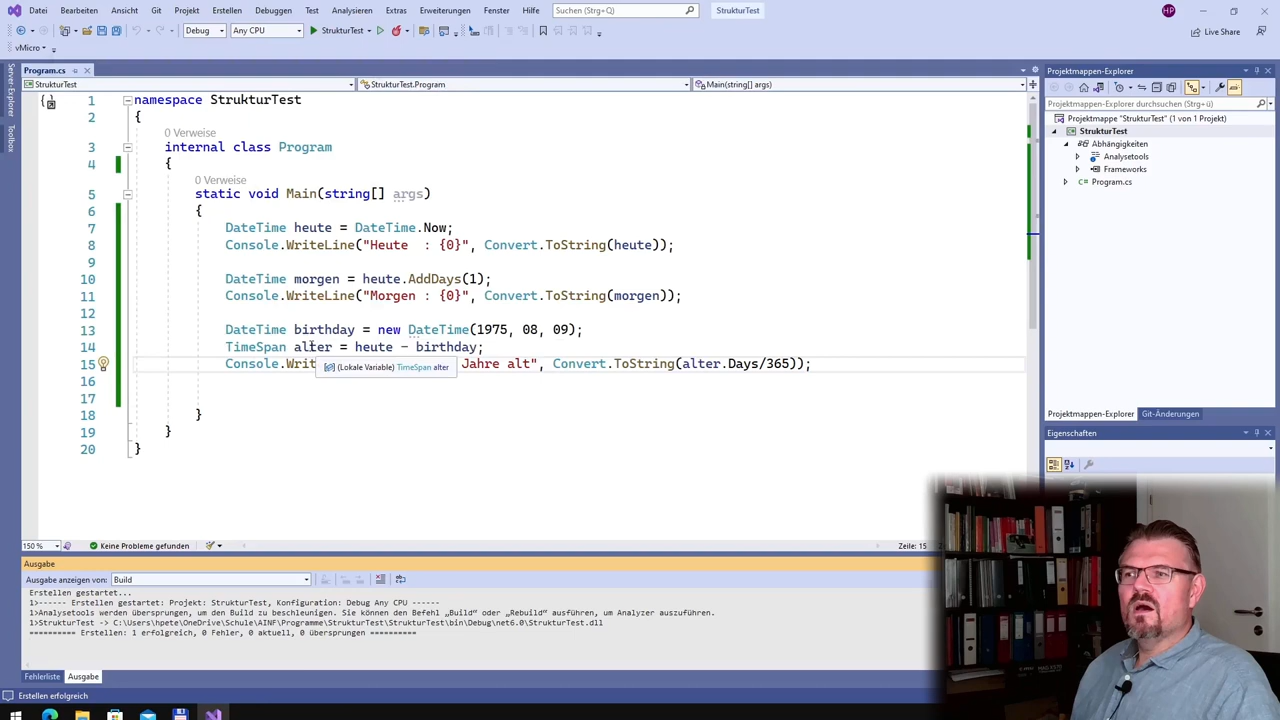 Datei Bearbeiten Ansicht Git Projekt Erstellen Debuggen Test Analysieren Extras Erweiterungen Fenster Hilfe Suchen (Strg+Q) StrukturTest HP
Debug Any CPU StrukturTest Live Share
vMicro
Server-Explorer
Toolbox
Program.cs
StrukturTest StrukturTest.Program Main(string[] args)
1 namespace StrukturTest
2 {
0 Verweise
3 internal class Program
4 {
0 Verweise
5 static void Main(string[] args)
6 {
7 DateTime heute = DateTime.Now;
8 Console.WriteLine("Heute : {0}", Convert.ToString(heute));
9
10 DateTime morgen = heute.AddDays(1);
11 Console.WriteLine("Morgen : {0}", Convert.ToString(morgen));
12
13 DateTime birthday = new DateTime(1975, 08, 09);
14 TimeSpan alter = heute - birthday;
15 Console.Writ Jahre alt", Convert.ToString(alter.Days/365));
(Lokale Variable) TimeSpan alter
16
17
18 }
19 }
20 }
150 % Keine Probleme gefunden Zeile: 15
Ausgabe
Ausgabe anzeigen von: Build
Erstellen gestartet...
1>------ Erstellen gestartet: Projekt: StrukturTest, Konfiguration: Debug Any CPU ------
1>Analysetools werden übersprungen, um den Build zu beschleunigen. Sie können den Befehl „Build" oder „Rebuild" ausführen, um Analyzer auszuführen.
1>StrukturTest -> C:\Users\hpete\OneDrive\Schule\AINF\Programme\StrukturTest\StrukturTest\bin\Debug\net6.0\StrukturTest.dll
========== Erstellen: 1 erfolgreich, 0 Fehler, 0 aktuell, 0 übersprungen ==========
Fehlerliste Ausgabe
Erstellen erfolgreich
Projektmappen-Explorer
Projektmappen-Explorer durchsuchen (Strg+ü)
Projektmappe "StrukturTest" (1 von 1 Projekt)
StrukturTest
Abhängigkeiten
Analysetools
Frameworks
Program.cs
Projektmappen-Explorer Git-Änderungen
Eigenschaften